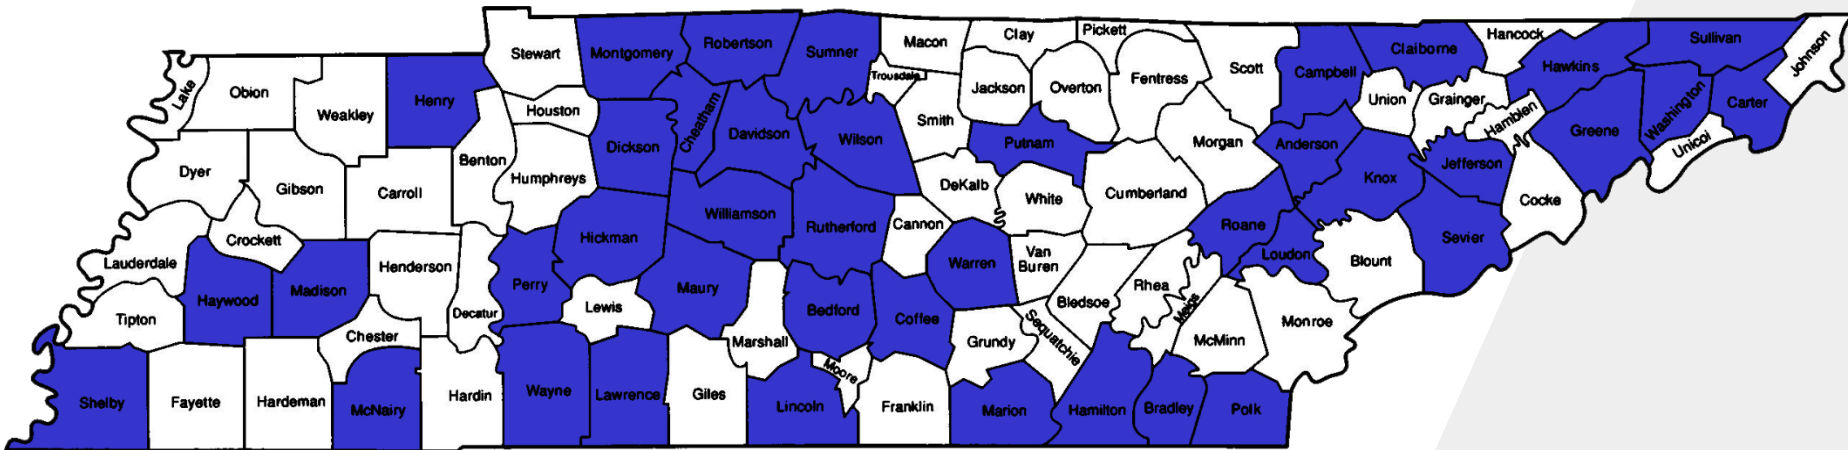 Lake
Obion
Weakley
Henry
Stewart
Montgomery
Robertson
Sumner
Macon
Trousdale
Clay
Pickett
Scott
Campbell
Claiborne
Hancock
Hawkins
Sullivan
Johnson
Carter
Washington
Unicoi
Greene
Hamblen
Grainger
Union
Fentress
Overton
Jackson
Smith
Houston
Dickson
Cheatham
Davidson
Wilson
Putnam
Morgan
Anderson
Knox
Jefferson
Cocke
Sevier
Blount
Loudon
Roane
Cumberland
White
DeKalb
Cannon
Rutherford
Williamson
Hickman
Humphreys
Benton
Carroll
Gibson
Dyer
Crockett
Lauderdale
Haywood
Madison
Henderson
Decatur
Perry
Lewis
Maury
Marshall
Bedford
Coffee
Warren
Van
Buren
Bledsoe
Rhea
Meigs
McMinn
Monroe
Sequatchie
Grundy
Moore
Chester
Tipton
Shelby
Fayette
Hardeman
McNairy
Hardin
Wayne
Lawrence
Giles
Lincoln
Franklin
Marion
Hamilton
Bradley
Polk